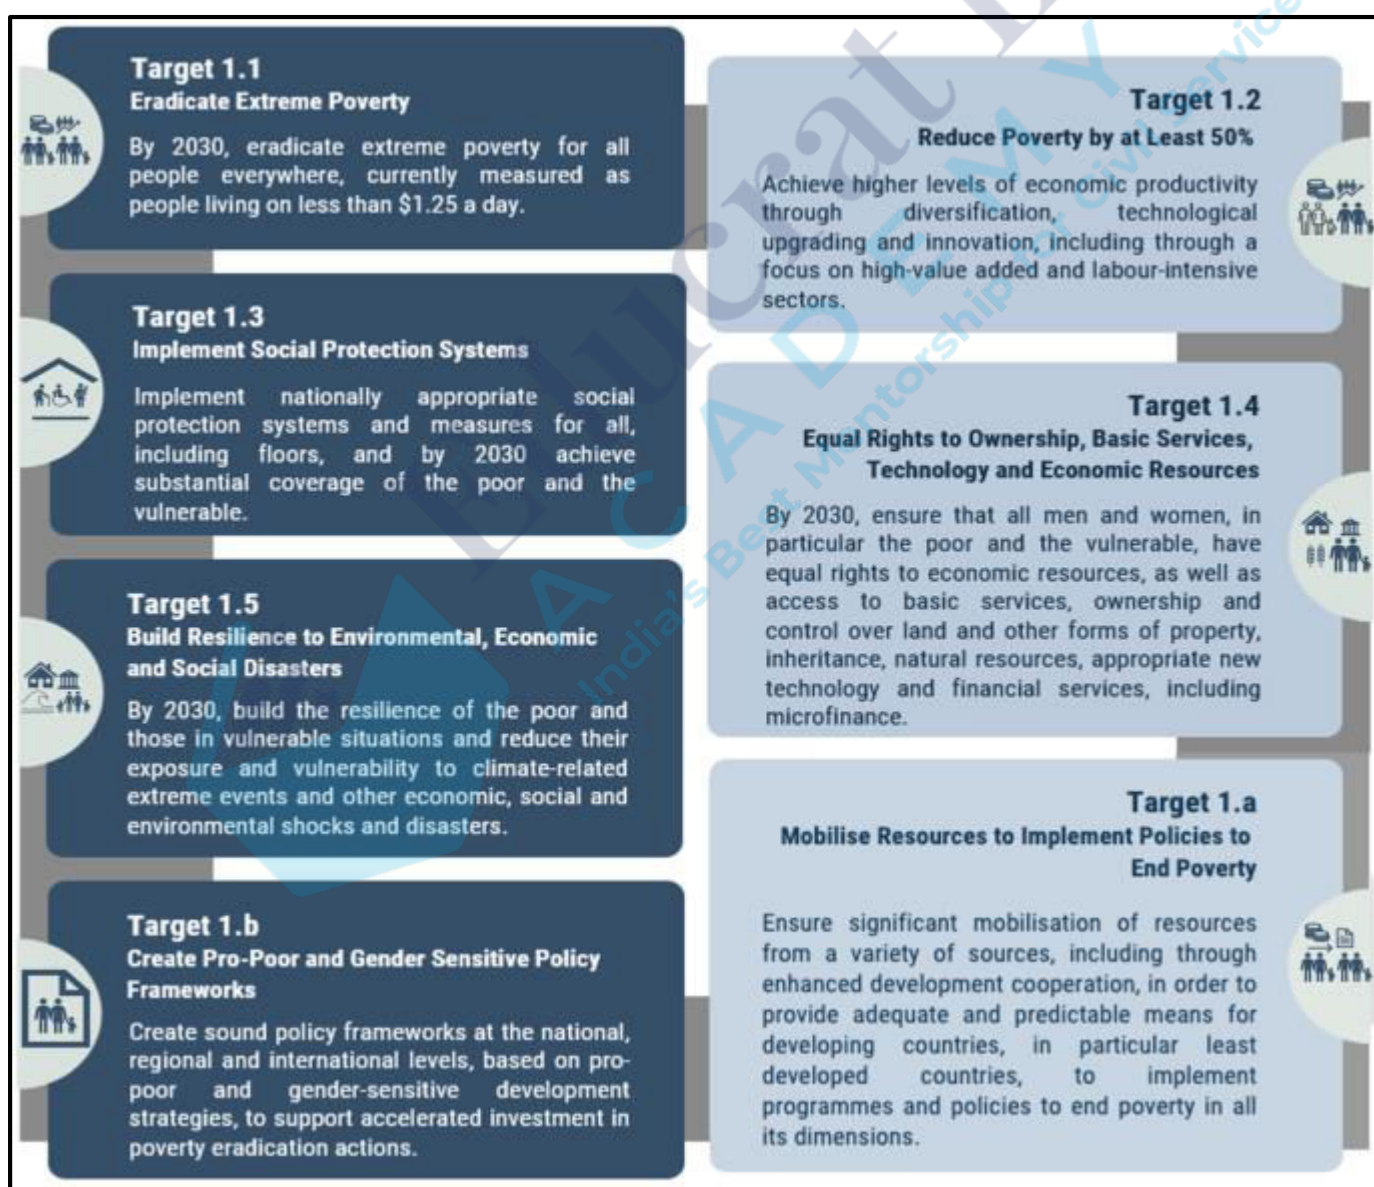 Target 1.1
Eradicate Extreme Poverty
By 2030, eradicate extreme poverty for all
people everywhere, currently measured as
people living on less than $1.25 a day.
Target 1.2
Reduce Poverty by at Least 50%
Achieve higher levels of economic productivity
through diversification, technological
upgrading and innovation, including through a
focus on high-value added and labour-intensive
sectors.
Target 1.3
Implement Social Protection Systems
Implement nationally appropriate social
protection systems and measures for all,
including floors, and by 2030 achieve
substantial coverage of the poor and the
vulnerable.
Target 1.4
Equal Rights to Ownership, Basic Services,
Technology and Economic Resources
By 2030, ensure that all men and women, in
particular the poor and the vulnerable, have
equal rights to economic resources, as well as
access to basic services, ownership and
control over land and other forms of property,
inheritance, natural resources, appropriate new
technology and financial services, including
microfinance.
Target 1.5
Build Resilience to Environmental, Economic
and Social Disasters
By 2030, build the resilience of the poor and
those in vulnerable situations and reduce their
exposure and vulnerability to climate-related
extreme events and other economic, social and
environmental shocks and disasters.
Target 1.a
Mobilise Resources to Implement Policies to
End Poverty
Ensure significant mobilisation of resources
from a variety of sources, including through
enhanced development cooperation, in order to
provide adequate and predictable means for
developing countries, in particular least
developed countries, to implement
programmes and policies to end poverty in all
its dimensions.
Target 1.b
Create Pro-Poor and Gender Sensitive Policy
Frameworks
Create sound policy frameworks at the national,
regional and international levels, based on pro-
poor and gender-sensitive development
strategies, to support accelerated investment in
poverty eradication actions.
Educrat
ACADEMY
India's Best Mentorship for Civil Service